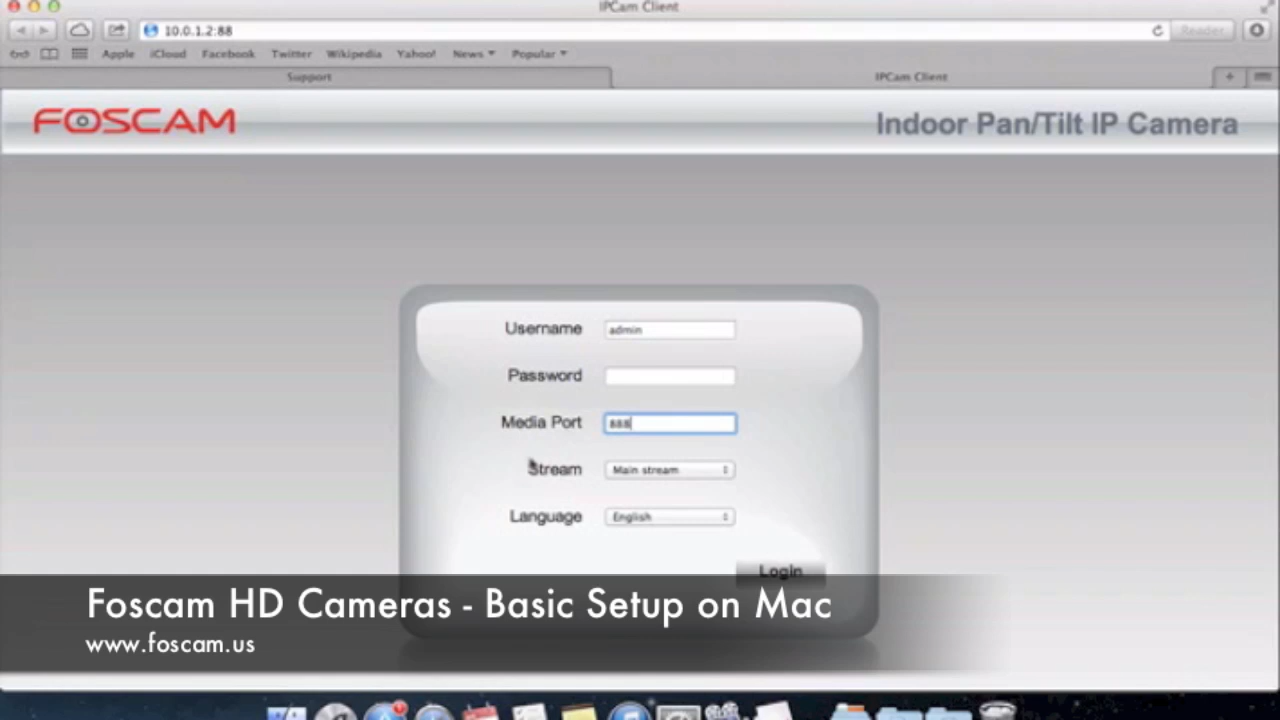 IPCam Client
10.0.1.2:88
Reader
Apple iCloud Facebook Twitter Wikipedia Yahoo! News Popular
Support IPCam Client
FOSCAM
Indoor Pan/Tilt IP Camera
Username admin
Password
Media Port 888
Stream Main stream
Language English
Login
Foscam HD Cameras - Basic Setup on Mac
www.foscam.us